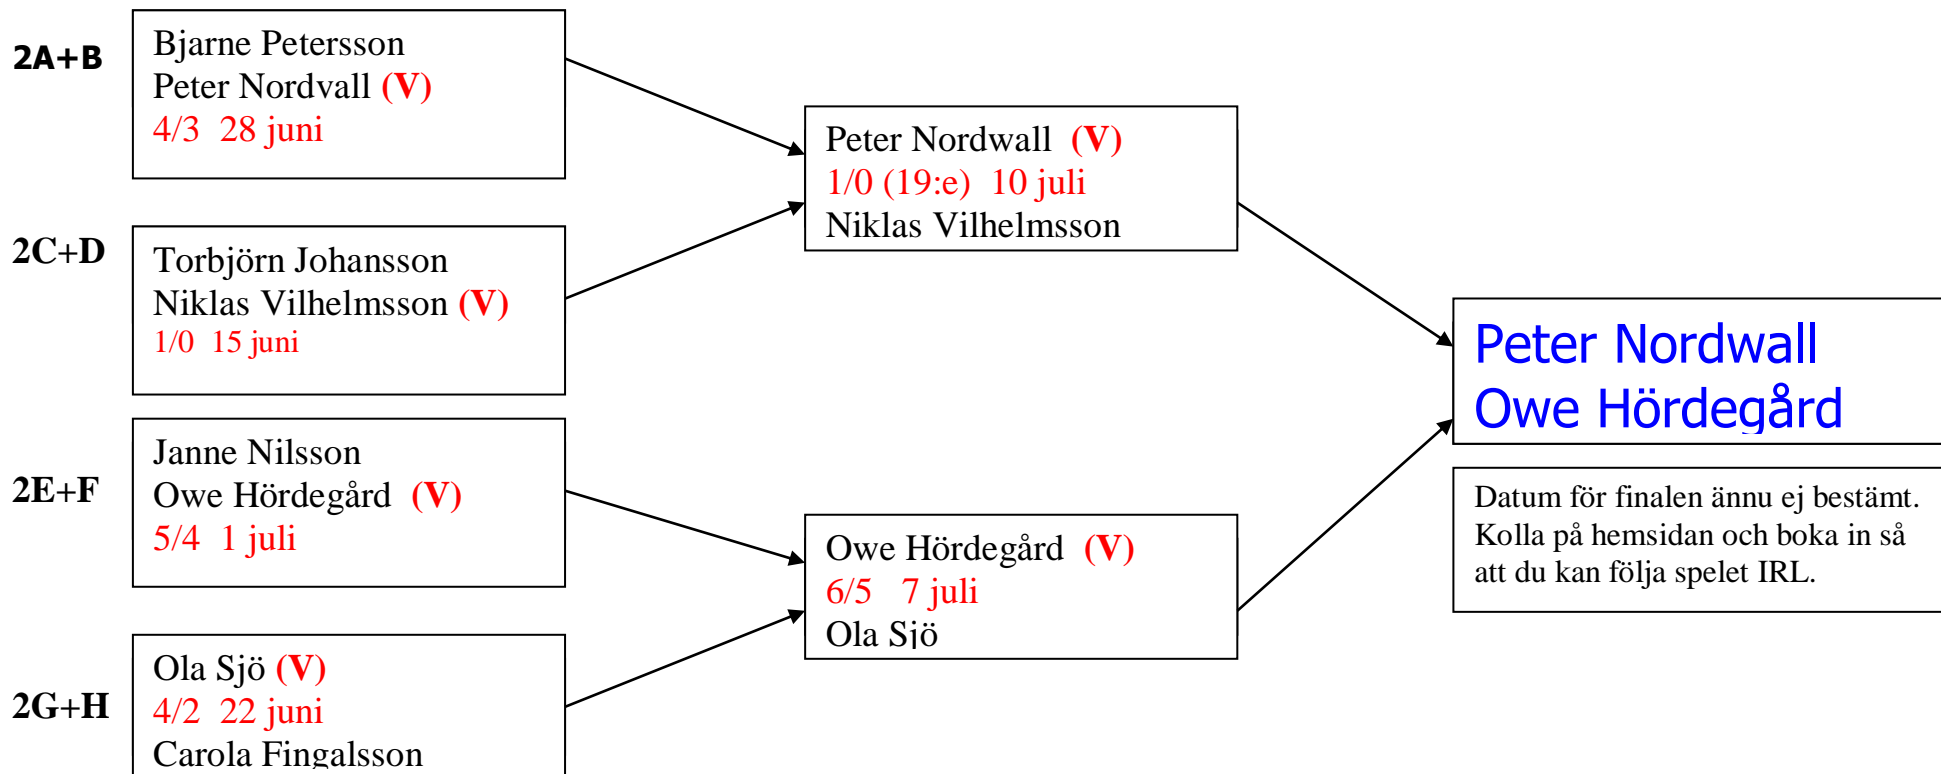 2A+B
Bjarne Petersson
Peter Nordvall (V)
4/3 28 juni
2C+D
Torbjörn Johansson
Niklas Vilhelmsson (V)
1/0 15 juni
2E+F
Janne Nilsson
Owe Hördegård (V)
5/4 1 juli
2G+H
Ola Sjö (V)
4/2 22 juni
Carola Fingalsson
Peter Nordwall (V)
1/0 (19:e) 10 juli
Niklas Vilhelmsson
Owe Hördegård (V)
6/5 7 juli
Ola Sjö
Peter Nordwall
Owe Hördegård
Datum för finalen ännu ej bestämt.
Kolla på hemsidan och boka in så
att du kan följa spelet IRL.